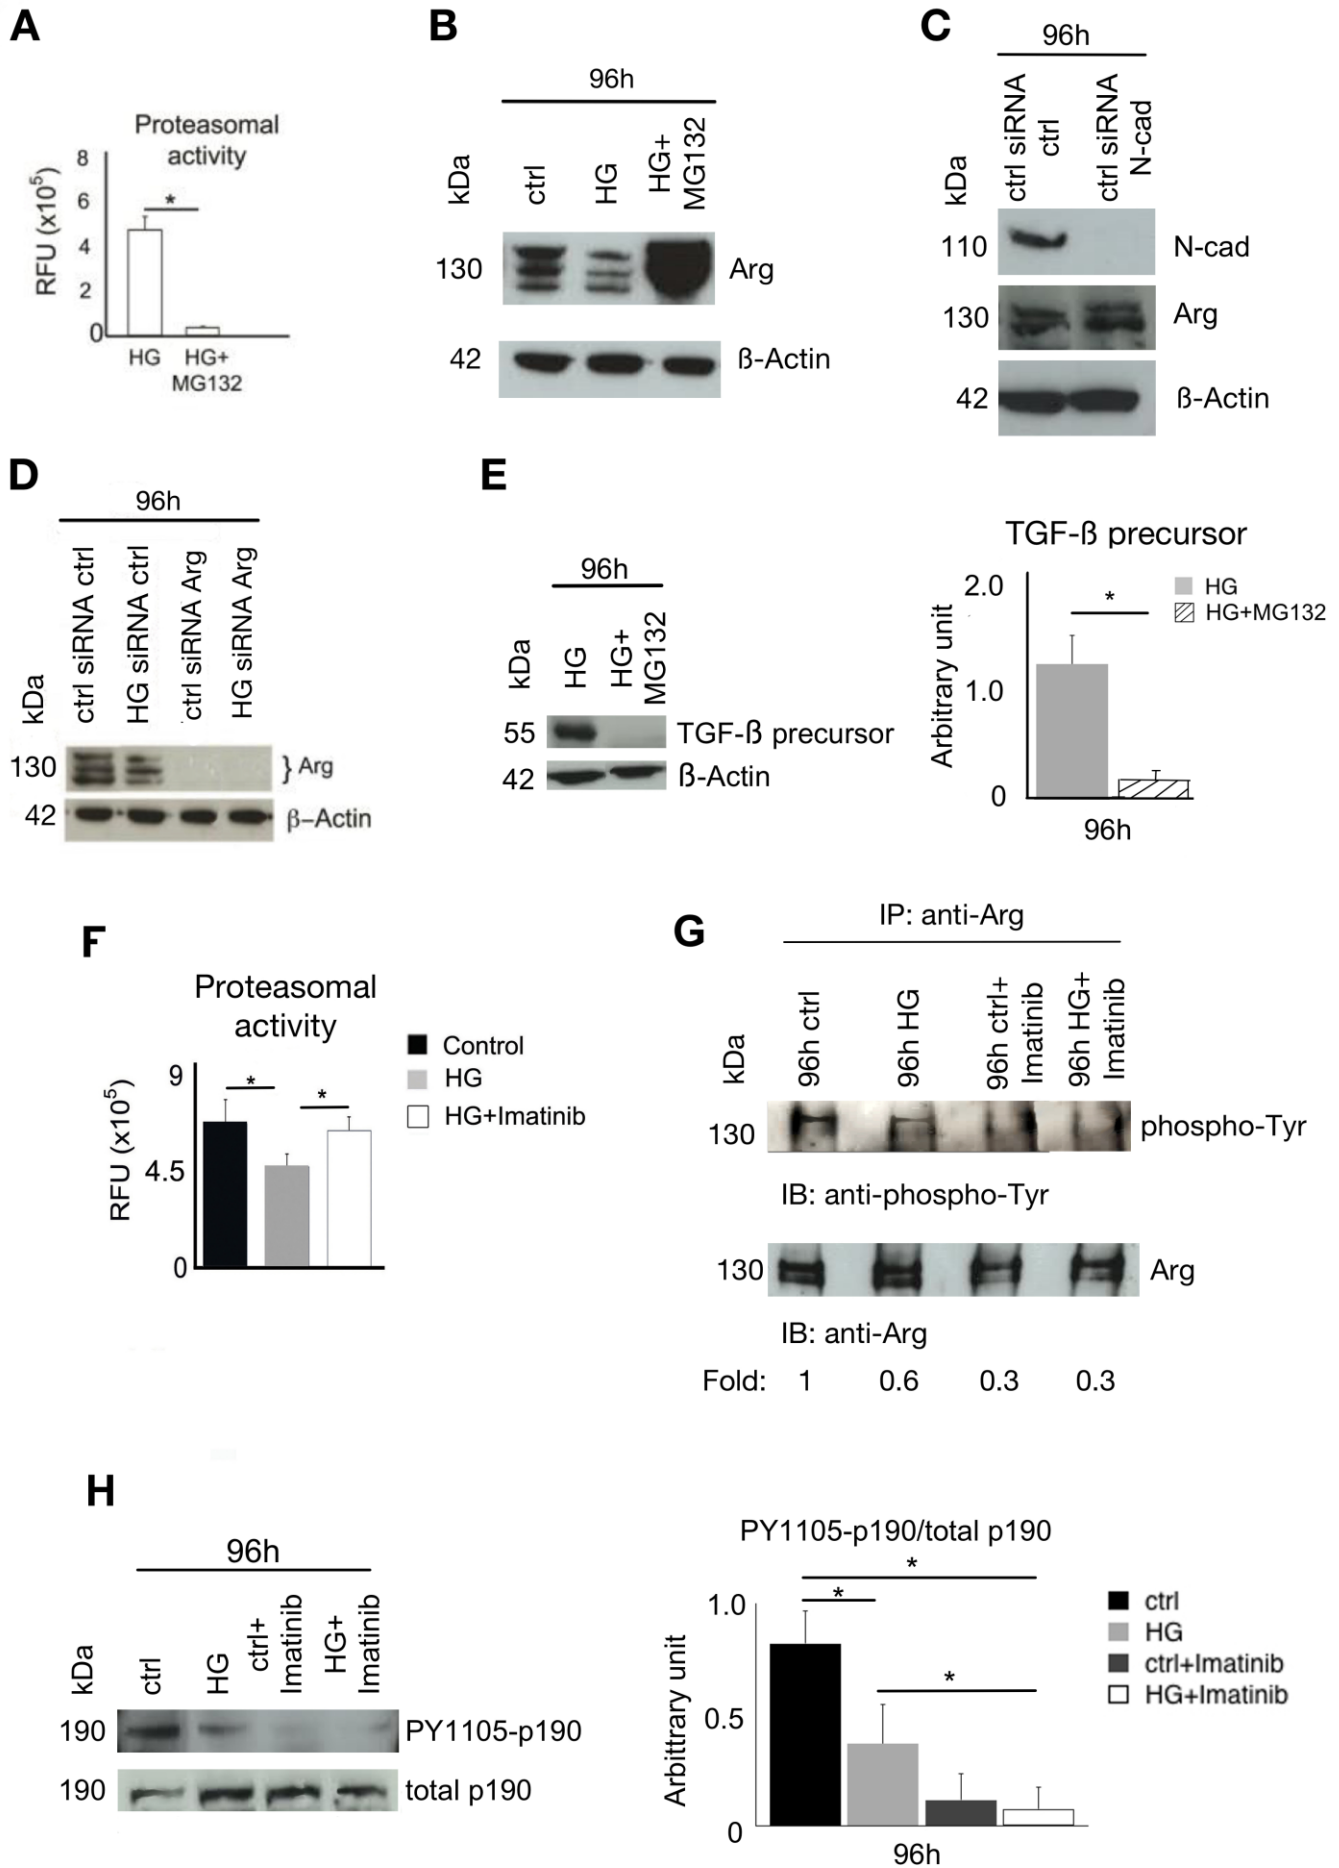 A
Proteasomal
activity
RFU (x10⁵)
8
6
4
2
0
*
HG
HG+
MG132
B
96h
kDa
ctrl
HG
HG+
MG132
130
Arg
42
ß-Actin
C
96h
kDa
ctrl siRNA
ctrl
ctrl siRNA
N-cad
110
N-cad
130
Arg
42
ß-Actin
D
96h
kDa
ctrl siRNA ctrl
HG siRNA ctrl
ctrl siRNA Arg
HG siRNA Arg
130
} Arg
42
β–Actin
E
96h
kDa
HG
HG+
MG132
55
TGF-ß precursor
42
ß-Actin
TGF-ß precursor
Arbitrary unit
2.0
1.0
0
*
HG
HG+MG132
96h
F
Proteasomal
activity
RFU (x10⁵)
9
4.5
0
*
*
Control
HG
HG+Imatinib
G
IP: anti-Arg
kDa
96h ctrl
96h HG
96h ctrl+
Imatinib
96h HG+
Imatinib
130
phospho-Tyr
IB: anti-phospho-Tyr
130
Arg
IB: anti-Arg
Fold: 1 0.6 0.3 0.3
H
96h
kDa
ctrl
HG
ctrl+
Imatinib
HG+
Imatinib
190
PY1105-p190
190
total p190
PY1105-p190/total p190
Arbittrary unit
1.0
0.5
0
*
*
*
ctrl
HG
ctrl+Imatinib
HG+Imatinib
96h